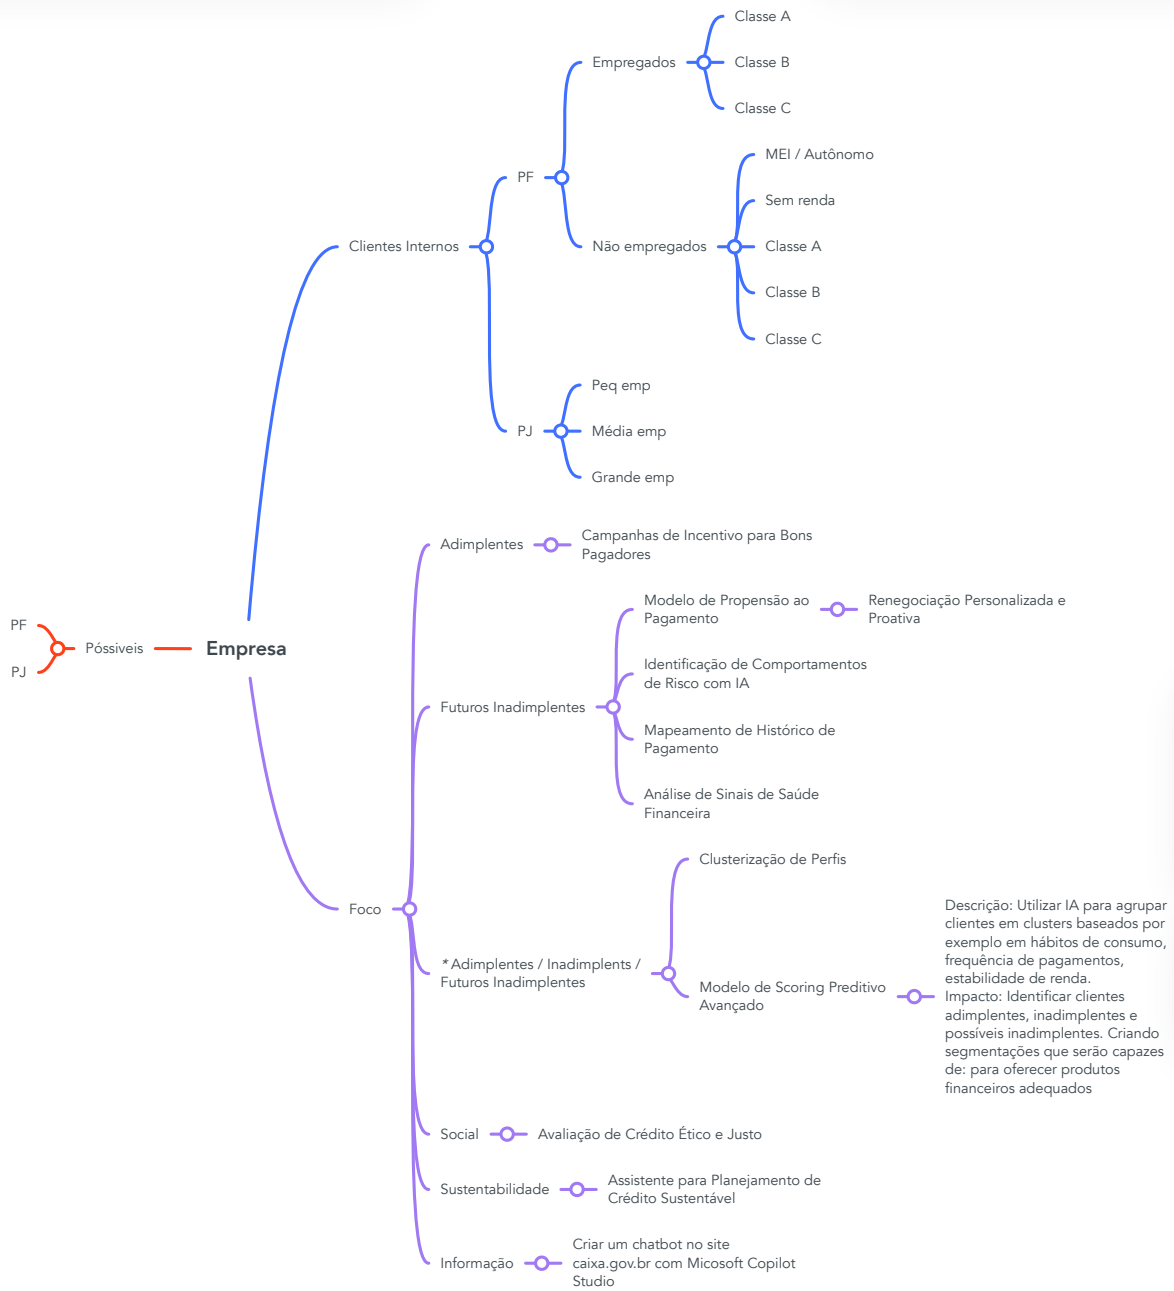 Classe A
Empregados
Classe B
Classe C
MEI / Autônomo
PF
Sem renda
Clientes Internos
Não empregados
Classe A
Classe B
Classe C
Peq emp
PJ
Média emp
Grande emp
Adimplentes
Campanhas de Incentivo para Bons
Pagadores
Modelo de Propensão ao
Pagamento
Renegociação Personalizada e
Proativa
PF
Póssiveis
Empresa
PJ
Identificação de Comportamentos
de Risco com IA
Futuros Inadimplentes
Mapeamento de Histórico de
Pagamento
Análise de Sinais de Saúde
Financeira
Clusterização de Perfis
Foco
* Adimplentes / Inadimplents /
Futuros Inadimplentes
Modelo de Scoring Preditivo
Avançado
Descrição: Utilizar IA para agrupar
clientes em clusters baseados por
exemplo em hábitos de consumo,
frequência de pagamentos,
estabilidade de renda.
Impacto: Identificar clientes
adimplentes, inadimplentes e
possíveis inadimplentes. Criando
segmentações que serão capazes
de: para oferecer produtos
financeiros adequados
Social
Avaliação de Crédito Ético e Justo
Sustentabilidade
Assistente para Planejamento de
Crédito Sustentável
Informação
Criar um chatbot no site
caixa.gov.br com Micosoft Copilot
Studio